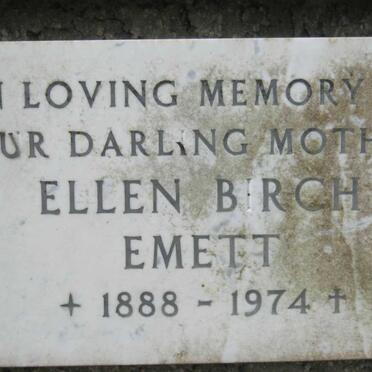 N LOVING MEMORY
UR DARLING MOTH
ELLEN BIRCH
EMETT
+ 1888 - 1974 †